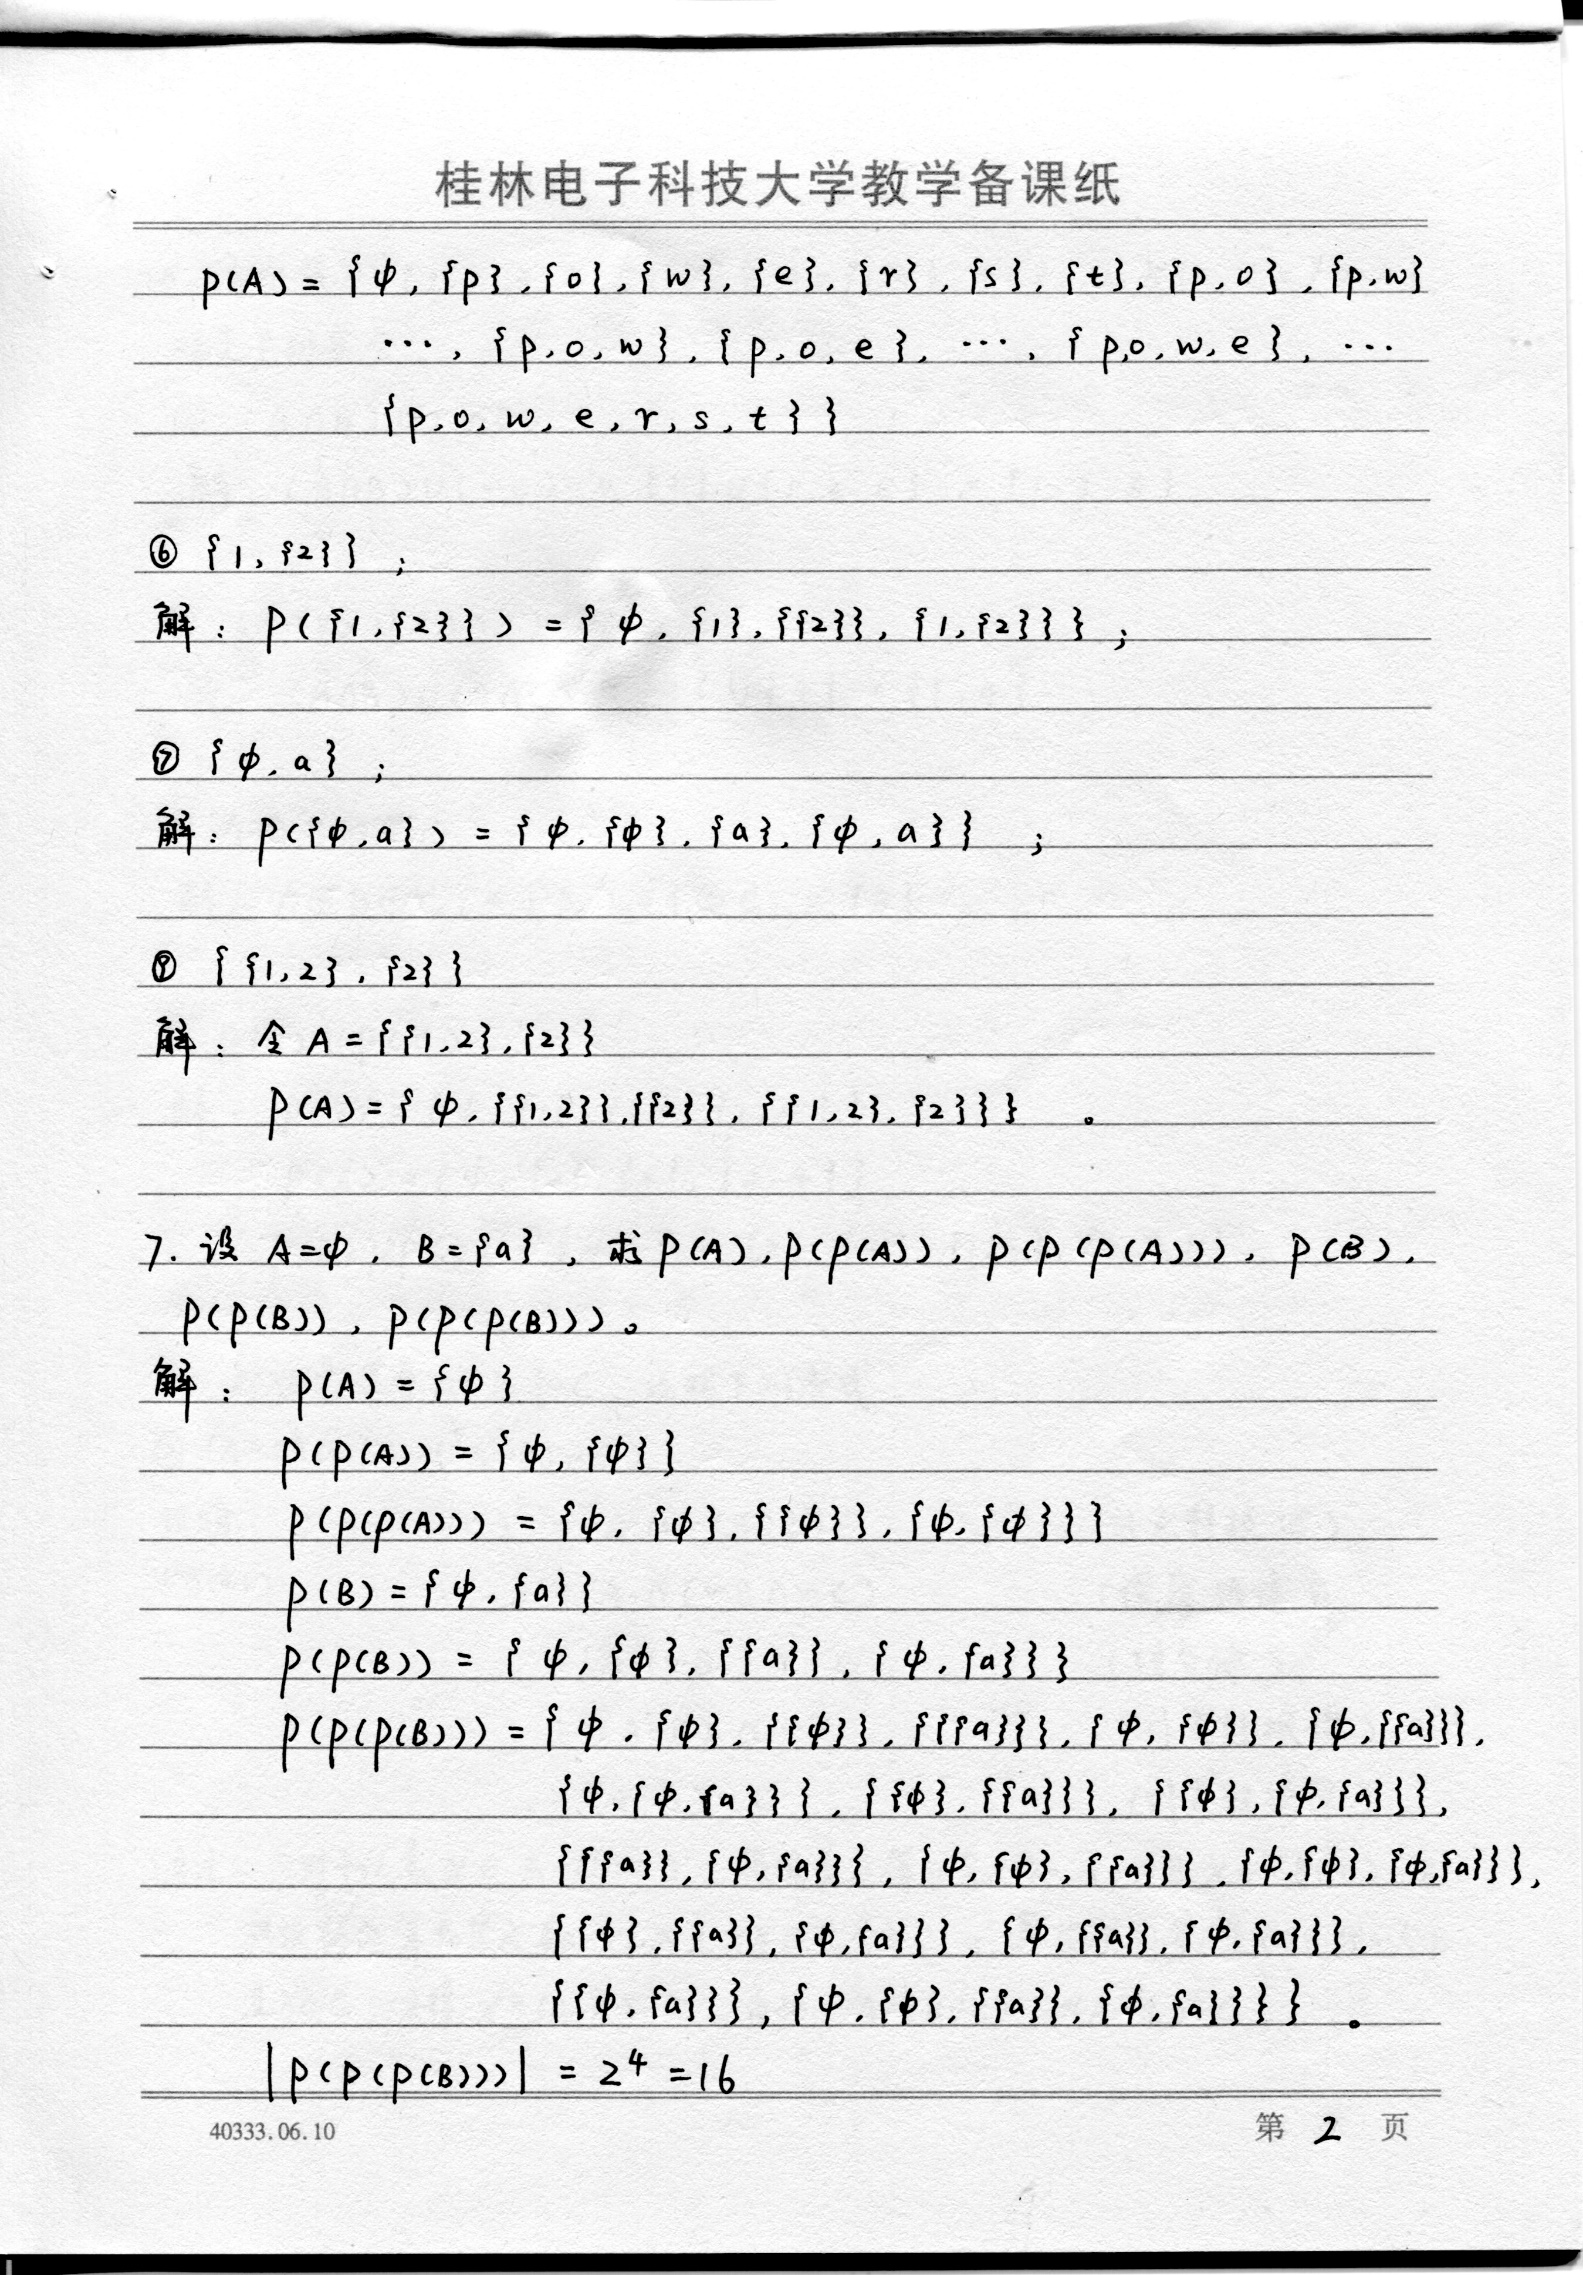 桂林电子科技大学教学备课纸
P(A) = {φ, {p}, {o}, {w}, {e}, {r}, {s}, {t}, {p,o}, {p,w}
…, {p,o,w}, {p,o,e}, …, {p,o,w,e}, …
{p,o,w,e,r,s,t}}
⑥ {1,{2}} ;
解: P({1,{2}}) = {φ, {1}, {{2}}, {1,{2}}} ;
⑦ {φ,a} ;
解: P({φ,a}) = {φ, {φ}, {a}, {φ,a}} ;
⑧ {{1,2}, {2}}
解: 令 A = {{1,2},{2}}
P(A) = {φ, {{1,2}}, {{2}}, {{1,2}, {2}}} 。
7. 设 A=φ, B={a}, 求P(A), P(P(A)), P(P(P(A))), P(B),
P(P(B)), P(P(P(B)))。
解: P(A) = {φ}
P(P(A)) = {φ, {φ}}
P(P(P(A))) = {φ, {φ}, {{φ}}, {φ,{φ}}}
P(B) = {φ, {a}}
P(P(B)) = {φ, {φ}, {{a}}, {φ,{a}}}
P(P(P(B))) = {φ, {φ}, {{φ}}, {{{a}}}, {φ,{φ}}, {φ,{{a}}},
{φ,{φ,{a}}}, {{φ},{{a}}}, {{φ},{φ,{a}}},
{{{a}},{φ,{a}}}, {φ,{φ},{{a}}}, {φ,{φ},{φ,{a}}},
{{φ},{{a}},{φ,{a}}}, {φ,{{a}},{φ,{a}}},
{{φ,{a}}}, {φ,{φ},{{a}},{φ,{a}}}} 。
|P(P(P(B)))| = 2⁴ = 16
40333.06.10
第 2 页